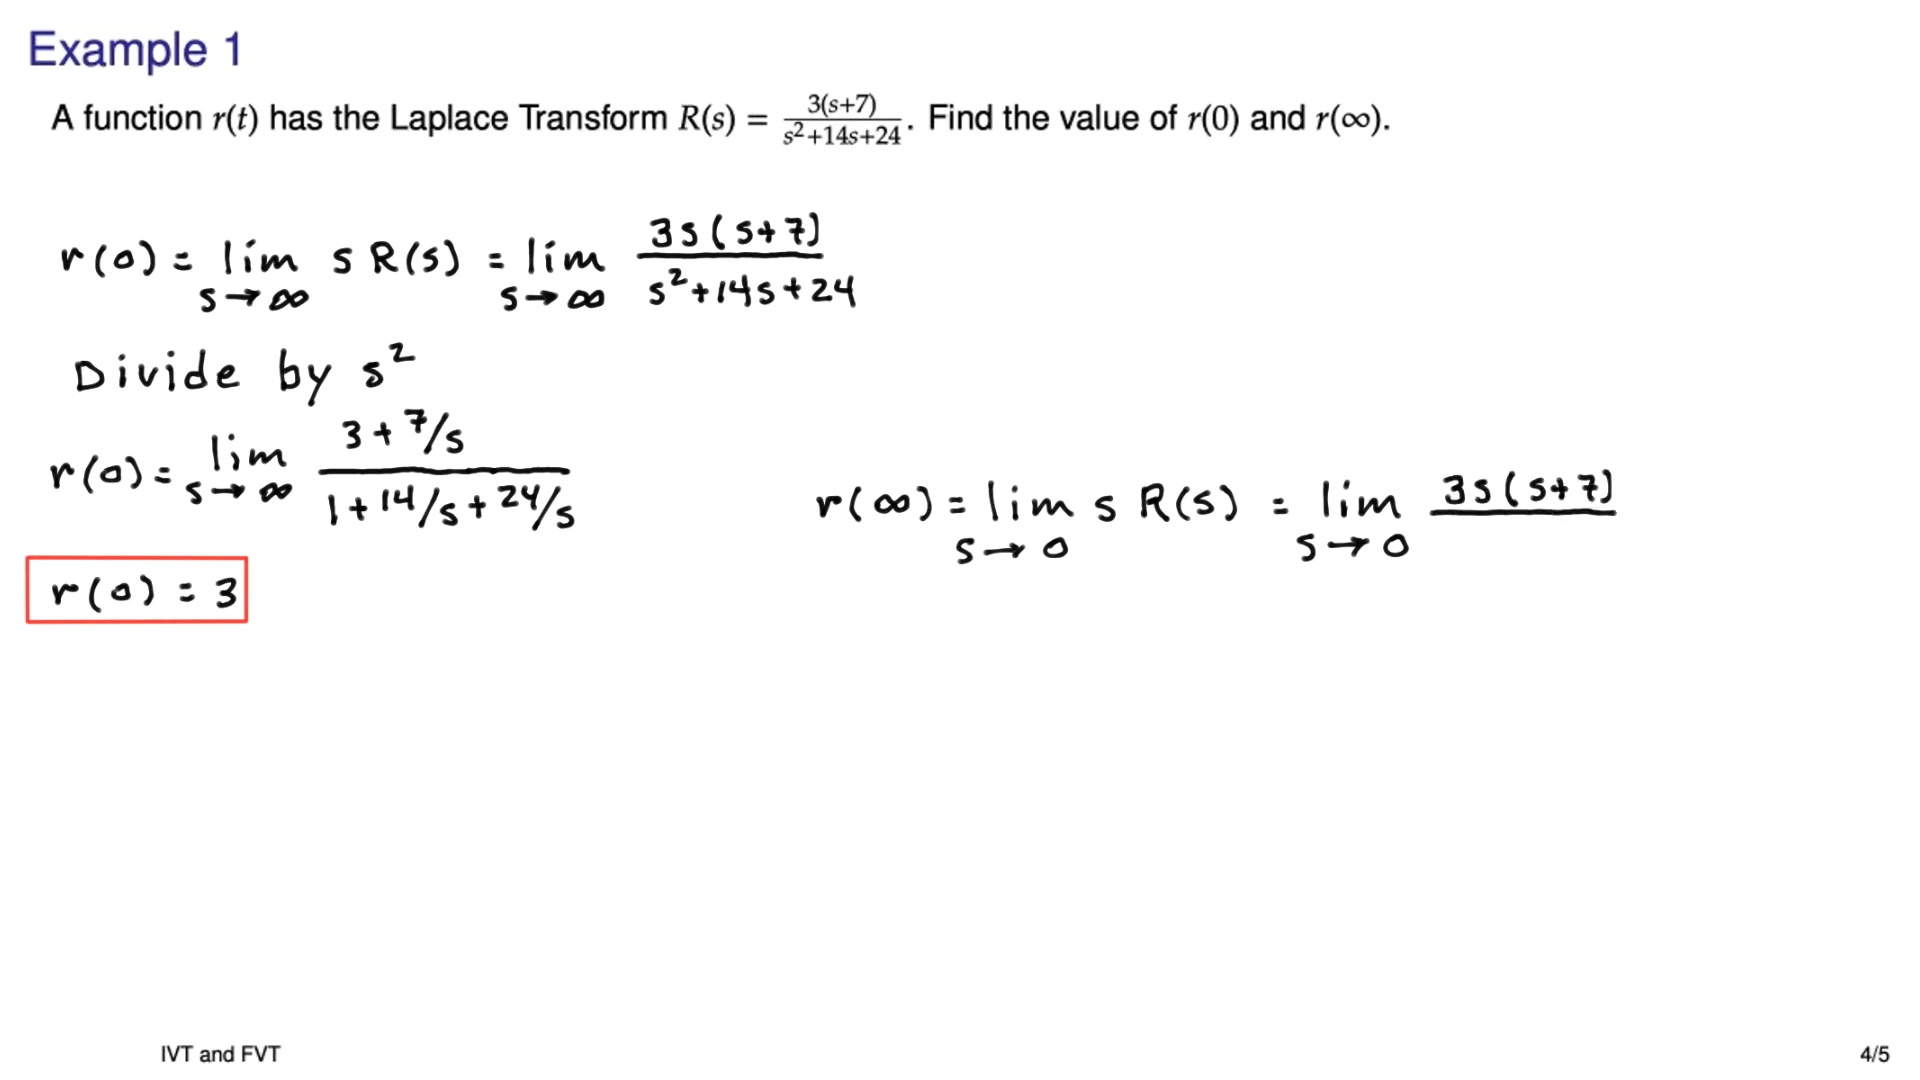 Example 1
A function r(t) has the Laplace Transform R(s) = 3(s+7)/(s²+14s+24). Find the value of r(0) and r(∞).
r(0) = lim s→∞ s R(s) = lim s→∞ 3s(s+7)/(s²+14s+24)
Divide by s²
r(0) = lim s→∞ (3+7/s)/(1+14/s+24/s)
r(0) = 3
r(∞) = lim s→0 s R(s) = lim s→0 3s(s+7)
IVT and FVT
4/5